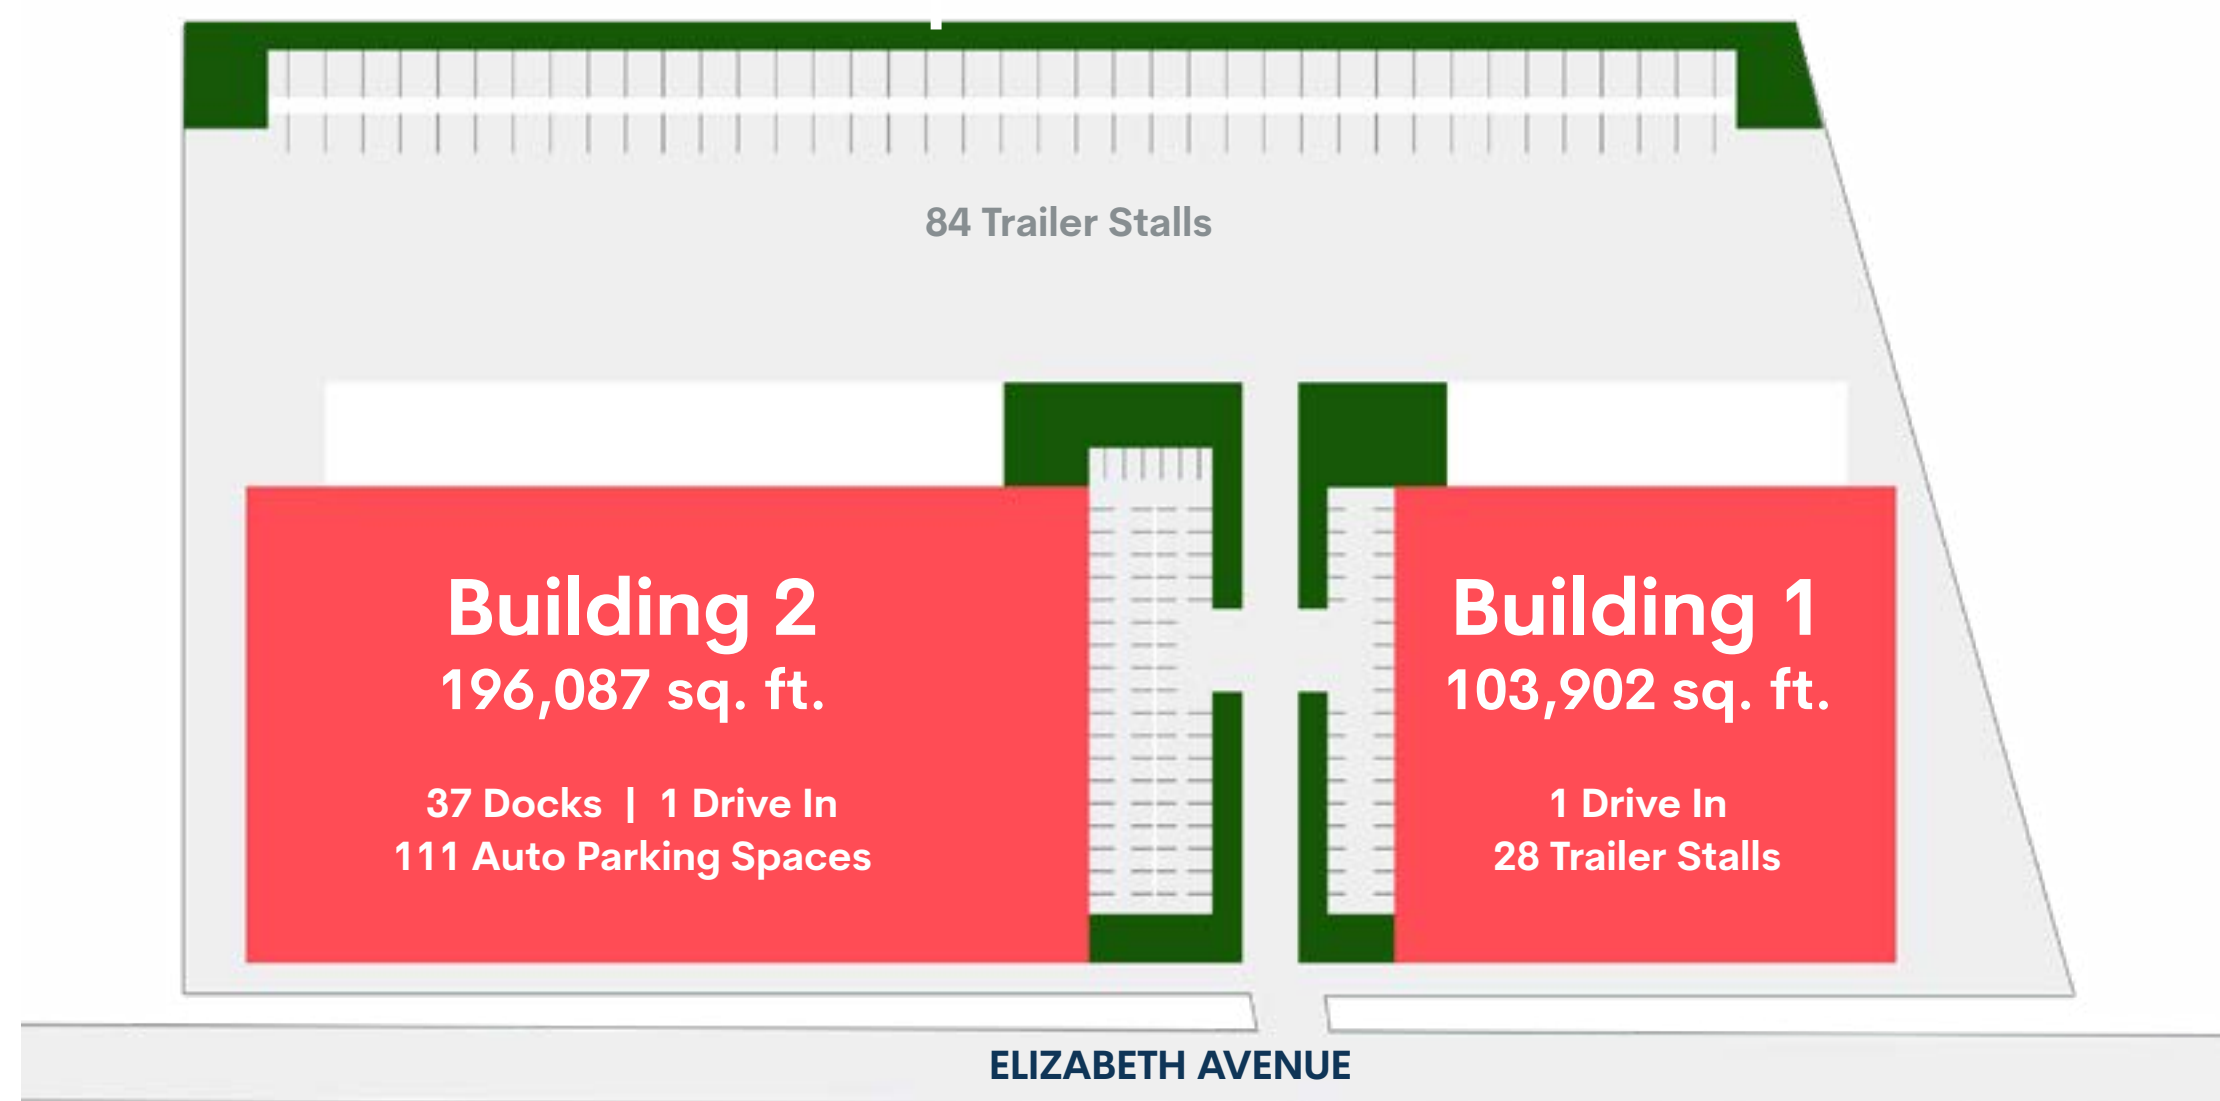 84 Trailer Stalls
Building 2
196,087 sq. ft.
37 Docks | 1 Drive In
111 Auto Parking Spaces
Building 1
103,902 sq. ft.
1 Drive In
28 Trailer Stalls
ELIZABETH AVENUE